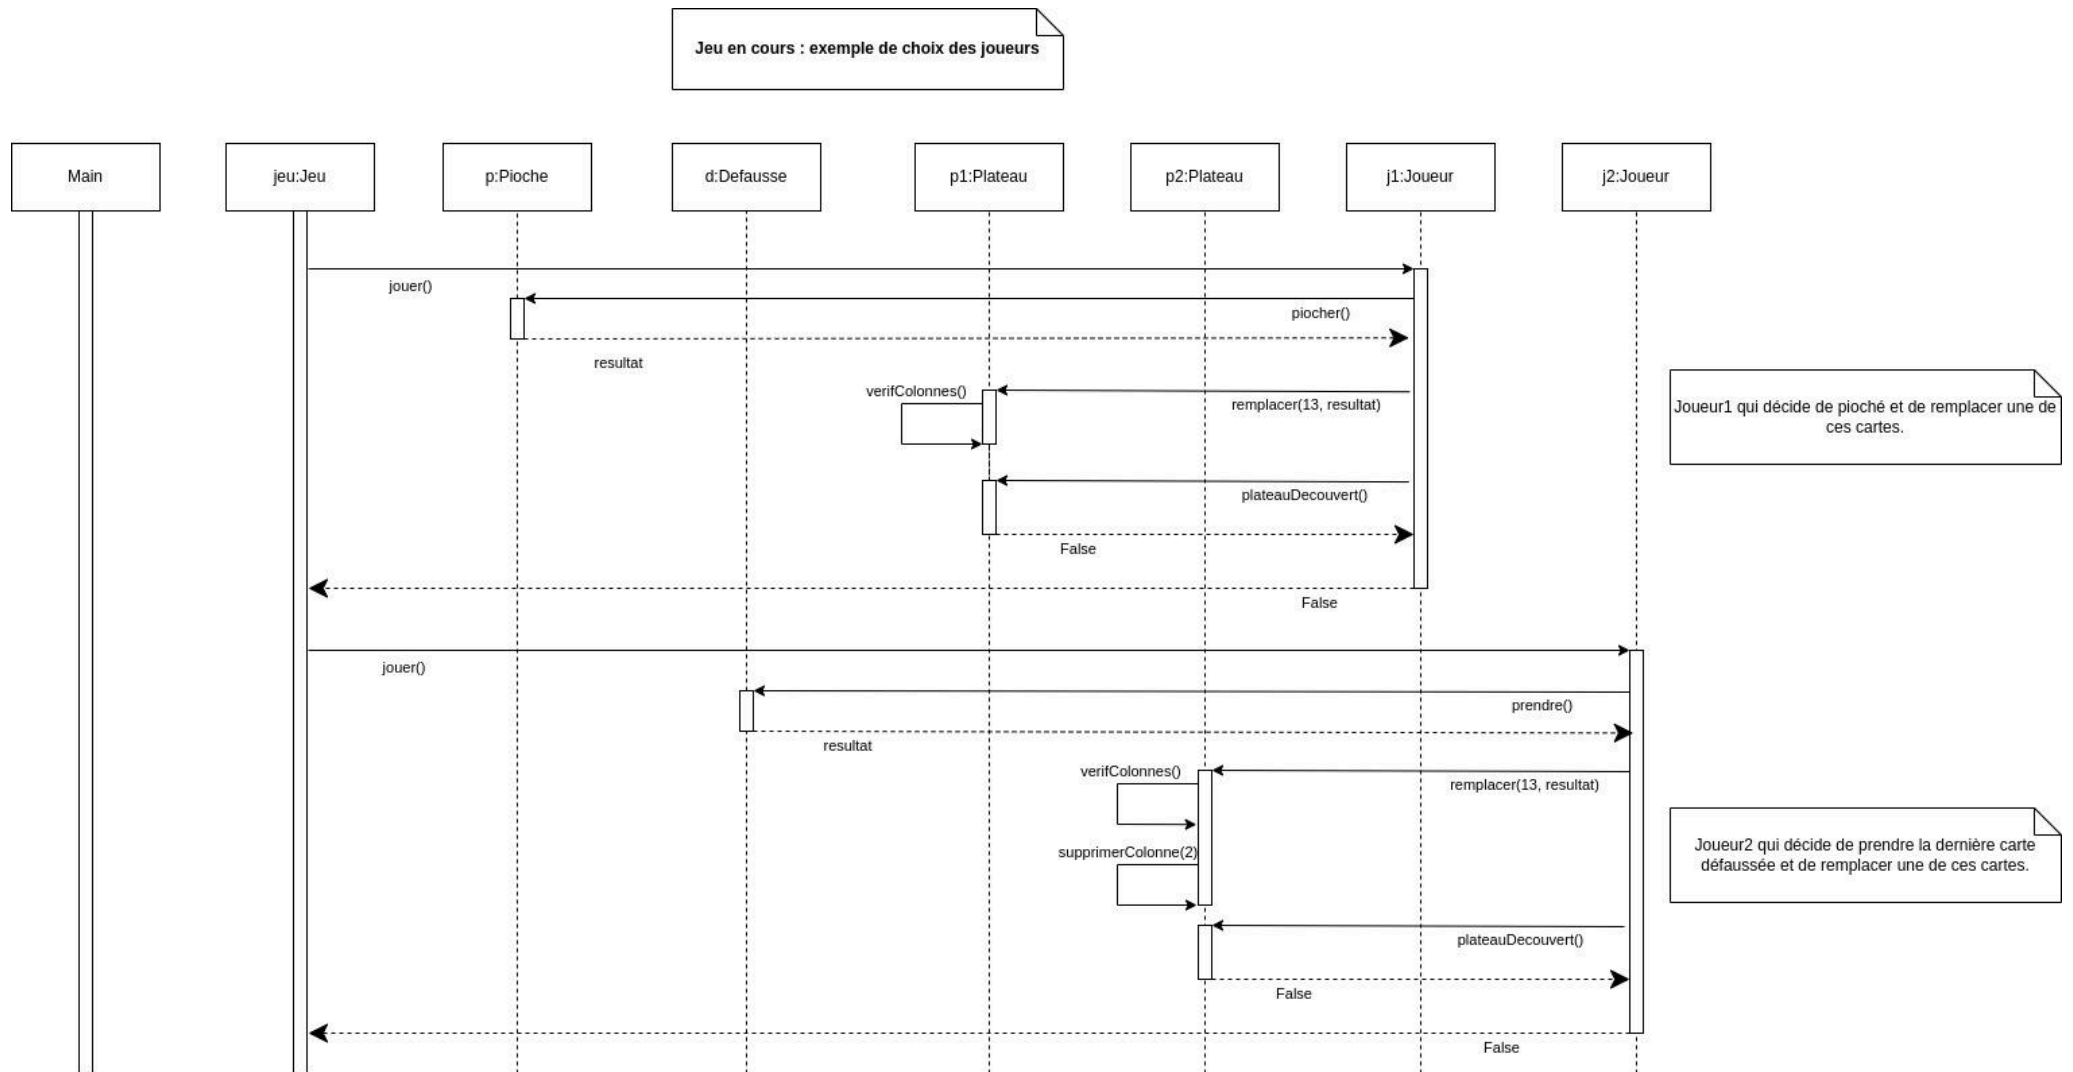 Jeu en cours : exemple de choix des joueurs
Main
jeu:Jeu
p:Pioche
d:Defausse
p1:Plateau
p2:Plateau
j1:Joueur
j2:Joueur
jouer()
piocher()
resultat
verifColonnes()
remplacer(13, resultat)
Joueur1 qui décide de pioché et de remplacer une de
ces cartes.
plateauDecouvert()
False
False
jouer()
prendre()
resultat
verifColonnes()
remplacer(13, resultat)
supprimerColonne(2)
Joueur2 qui décide de prendre la dernière carte
défaussée et de remplacer une de ces cartes.
plateauDecouvert()
False
False